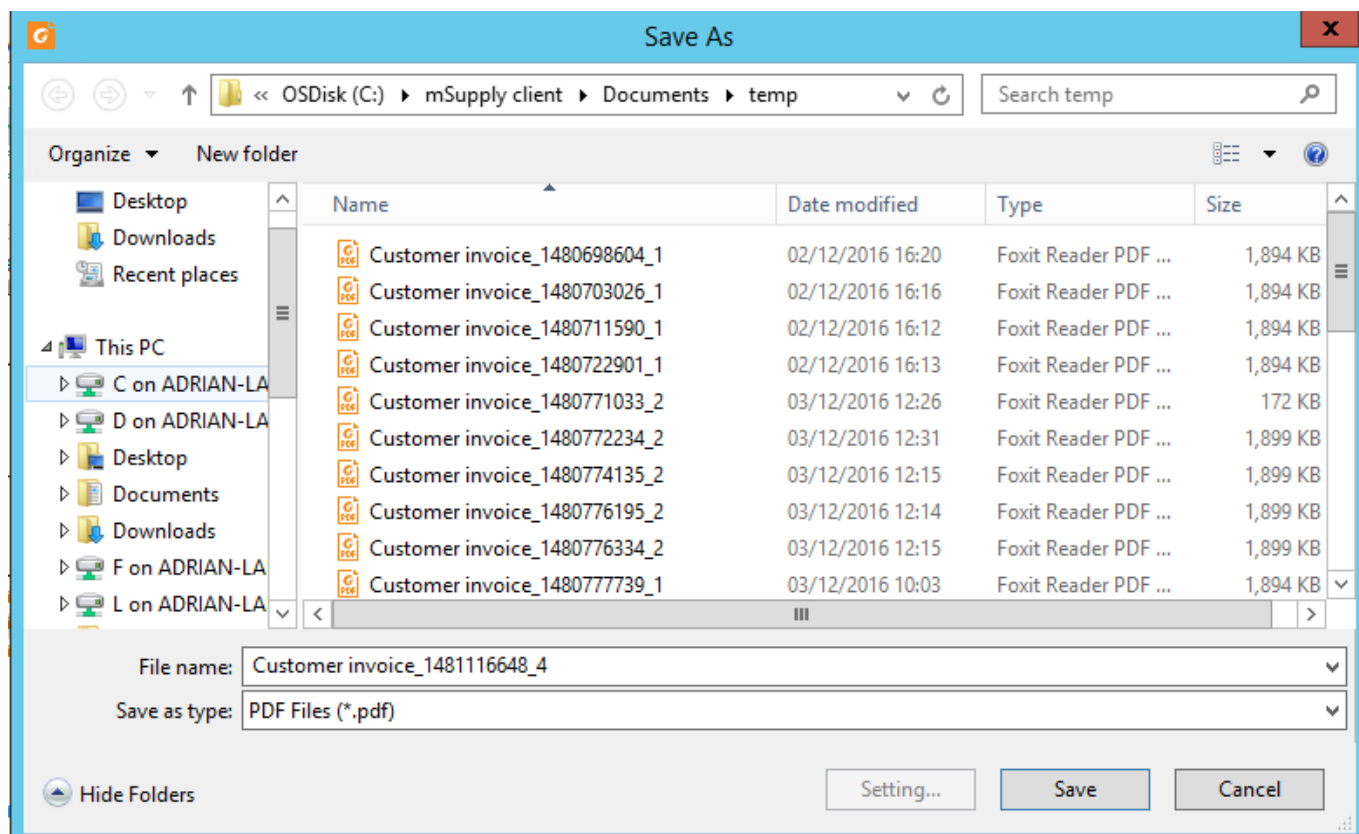 Save As
« OSDisk (C:) mSupply client Documents temp
Search temp
Organize New folder
Name Date modified Type Size
Desktop
Downloads
Recent places
This PC
C on ADRIAN-LA
D on ADRIAN-LA
Desktop
Documents
Downloads
F on ADRIAN-LA
L on ADRIAN-LA
Customer invoice_1480698604_1 02/12/2016 16:20 Foxit Reader PDF ... 1,894 KB
Customer invoice_1480703026_1 02/12/2016 16:16 Foxit Reader PDF ... 1,894 KB
Customer invoice_1480711590_1 02/12/2016 16:12 Foxit Reader PDF ... 1,894 KB
Customer invoice_1480722901_1 02/12/2016 16:13 Foxit Reader PDF ... 1,894 KB
Customer invoice_1480771033_2 03/12/2016 12:26 Foxit Reader PDF ... 172 KB
Customer invoice_1480772234_2 03/12/2016 12:31 Foxit Reader PDF ... 1,899 KB
Customer invoice_1480774135_2 03/12/2016 12:15 Foxit Reader PDF ... 1,899 KB
Customer invoice_1480776195_2 03/12/2016 12:14 Foxit Reader PDF ... 1,899 KB
Customer invoice_1480776334_2 03/12/2016 12:15 Foxit Reader PDF ... 1,899 KB
Customer invoice_1480777739_1 03/12/2016 10:03 Foxit Reader PDF ... 1,894 KB
File name: Customer invoice_1481116648_4
Save as type: PDF Files (*.pdf)
Hide Folders Setting... Save Cancel